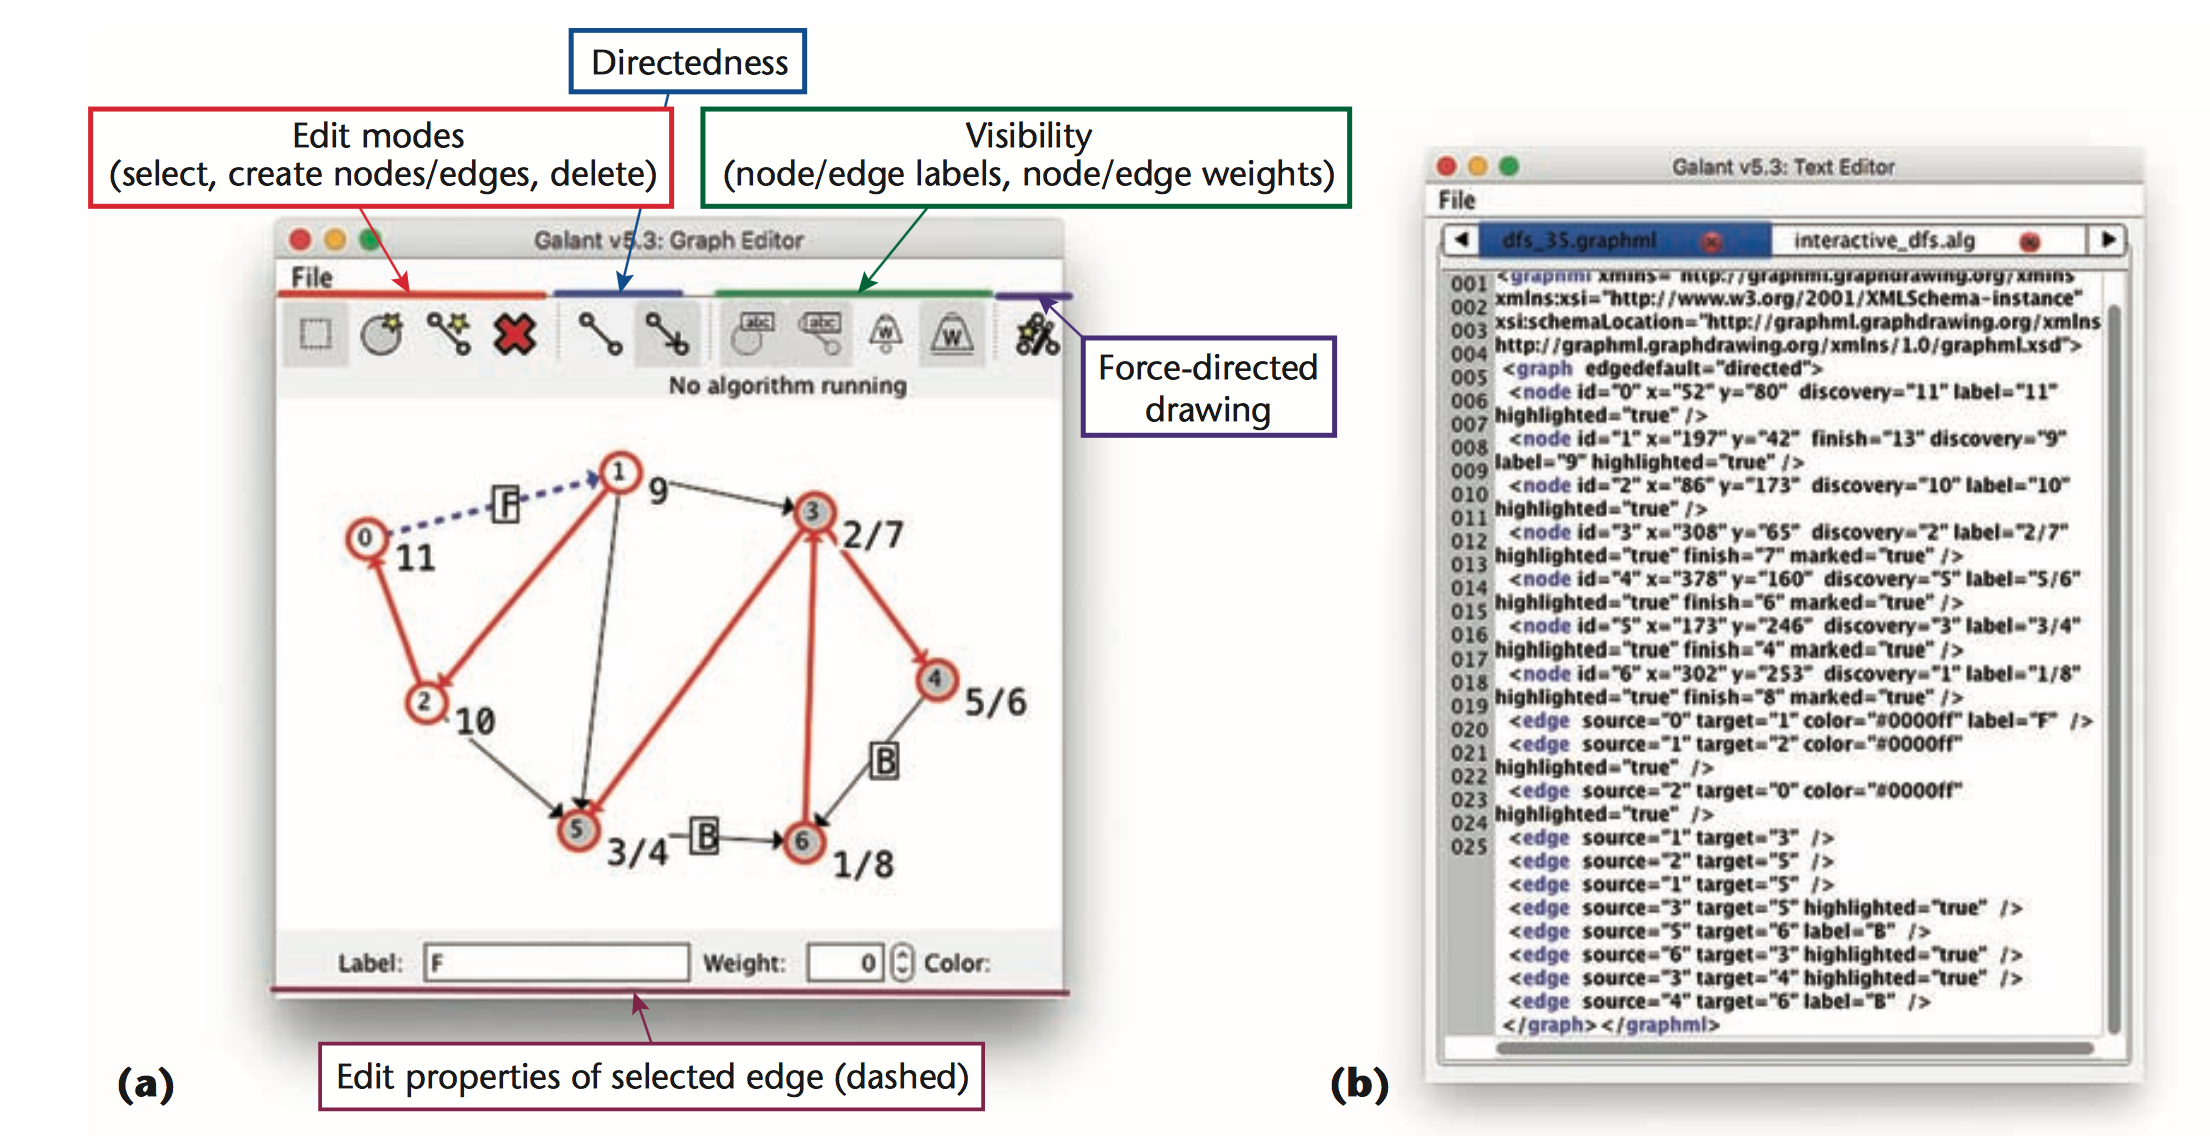 Directedness
Edit modes
(select, create nodes/edges, delete)
Visibility
(node/edge labels, node/edge weights)
Galant v5.3: Graph Editor
File
abc
abc
W
W
No algorithm running
Force-directed
drawing
1
9
F
0
11
3
2/7
2
10
4
5/6
B
5
3/4
B
6
1/8
Label: F Weight: 0 Color:
Edit properties of selected edge (dashed)
(a)
Galant v5.3: Text Editor
File
dfs_35.graphml interactive_dfs.alg
001
002
003
004
005
006
007
008
009
010
011
012
013
014
015
016
017
018
019
020
021
022
023
024
025
<graphml xmlns="http://graphml.graphdrawing.org/xmlns
xmlns:xsi="http://www.w3.org/2001/XMLSchema-instance"
xsi:schemaLocation="http://graphml.graphdrawing.org/xmlns
http://graphml.graphdrawing.org/xmlns/1.0/graphml.xsd">
<graph edgedefault="directed">
<node id="0" x="52" y="80" discovery="11" label="11"
highlighted="true" />
<node id="1" x="197" y="42" finish="13" discovery="9"
label="9" highlighted="true" />
<node id="2" x="86" y="173" discovery="10" label="10"
highlighted="true" />
<node id="3" x="308" y="65" discovery="2" label="2/7"
highlighted="true" finish="7" marked="true" />
<node id="4" x="378" y="160" discovery="5" label="5/6"
highlighted="true" finish="6" marked="true" />
<node id="5" x="173" y="246" discovery="3" label="3/4"
highlighted="true" finish="4" marked="true" />
<node id="6" x="302" y="253" discovery="1" label="1/8"
highlighted="true" finish="8" marked="true" />
<edge source="0" target="1" color="#0000ff" label="F" />
<edge source="1" target="2" color="#0000ff"
highlighted="true" />
<edge source="2" target="0" color="#0000ff"
highlighted="true" />
<edge source="1" target="3" />
<edge source="2" target="5" />
<edge source="1" target="5" />
<edge source="3" target="5" highlighted="true" />
<edge source="5" target="6" label="B" />
<edge source="6" target="3" highlighted="true" />
<edge source="3" target="4" highlighted="true" />
<edge source="4" target="6" label="B" />
</graph></graphml>
(b)